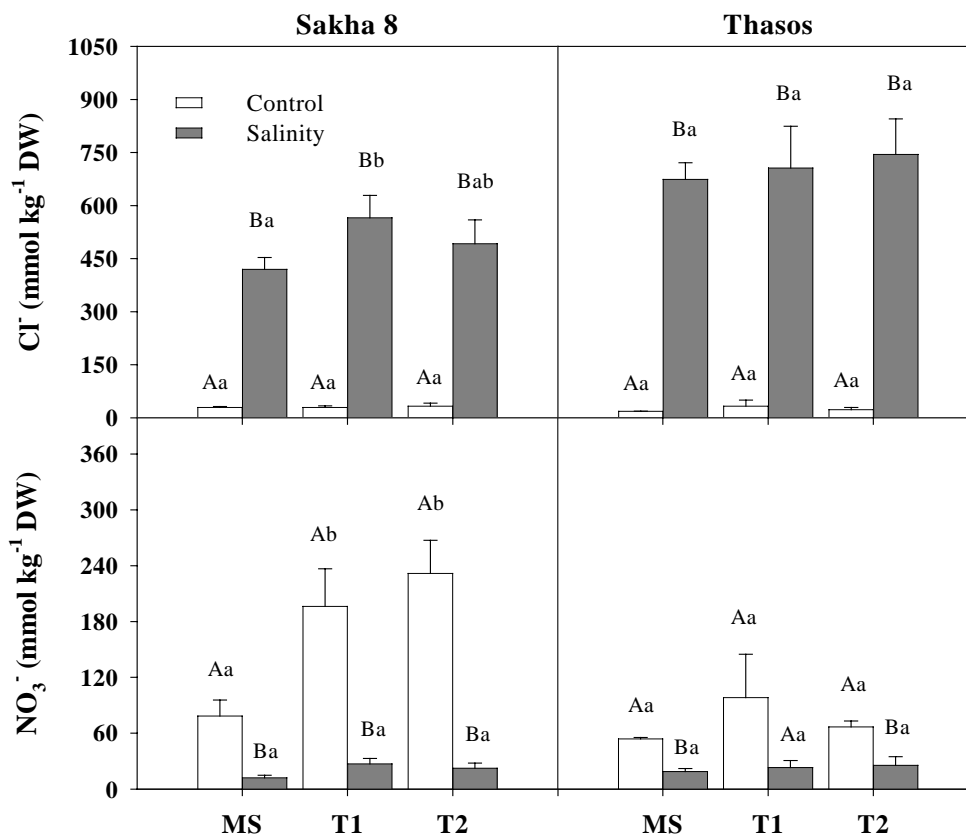 Sakha 8
Thasos
Cl⁻ (mmol kg⁻¹ DW)
1050
900
750
600
450
300
150
0
Control
Salinity
Aa
Ba
Aa
Bb
Aa
Bab
Aa
Ba
Aa
Ba
Aa
Ba
NO₃⁻ (mmol kg⁻¹ DW)
360
300
240
180
120
60
0
Aa
Ba
Ab
Ba
Ab
Ba
Aa
Ba
Aa
Aa
Aa
Ba
MS
T1
T2
MS
T1
T2